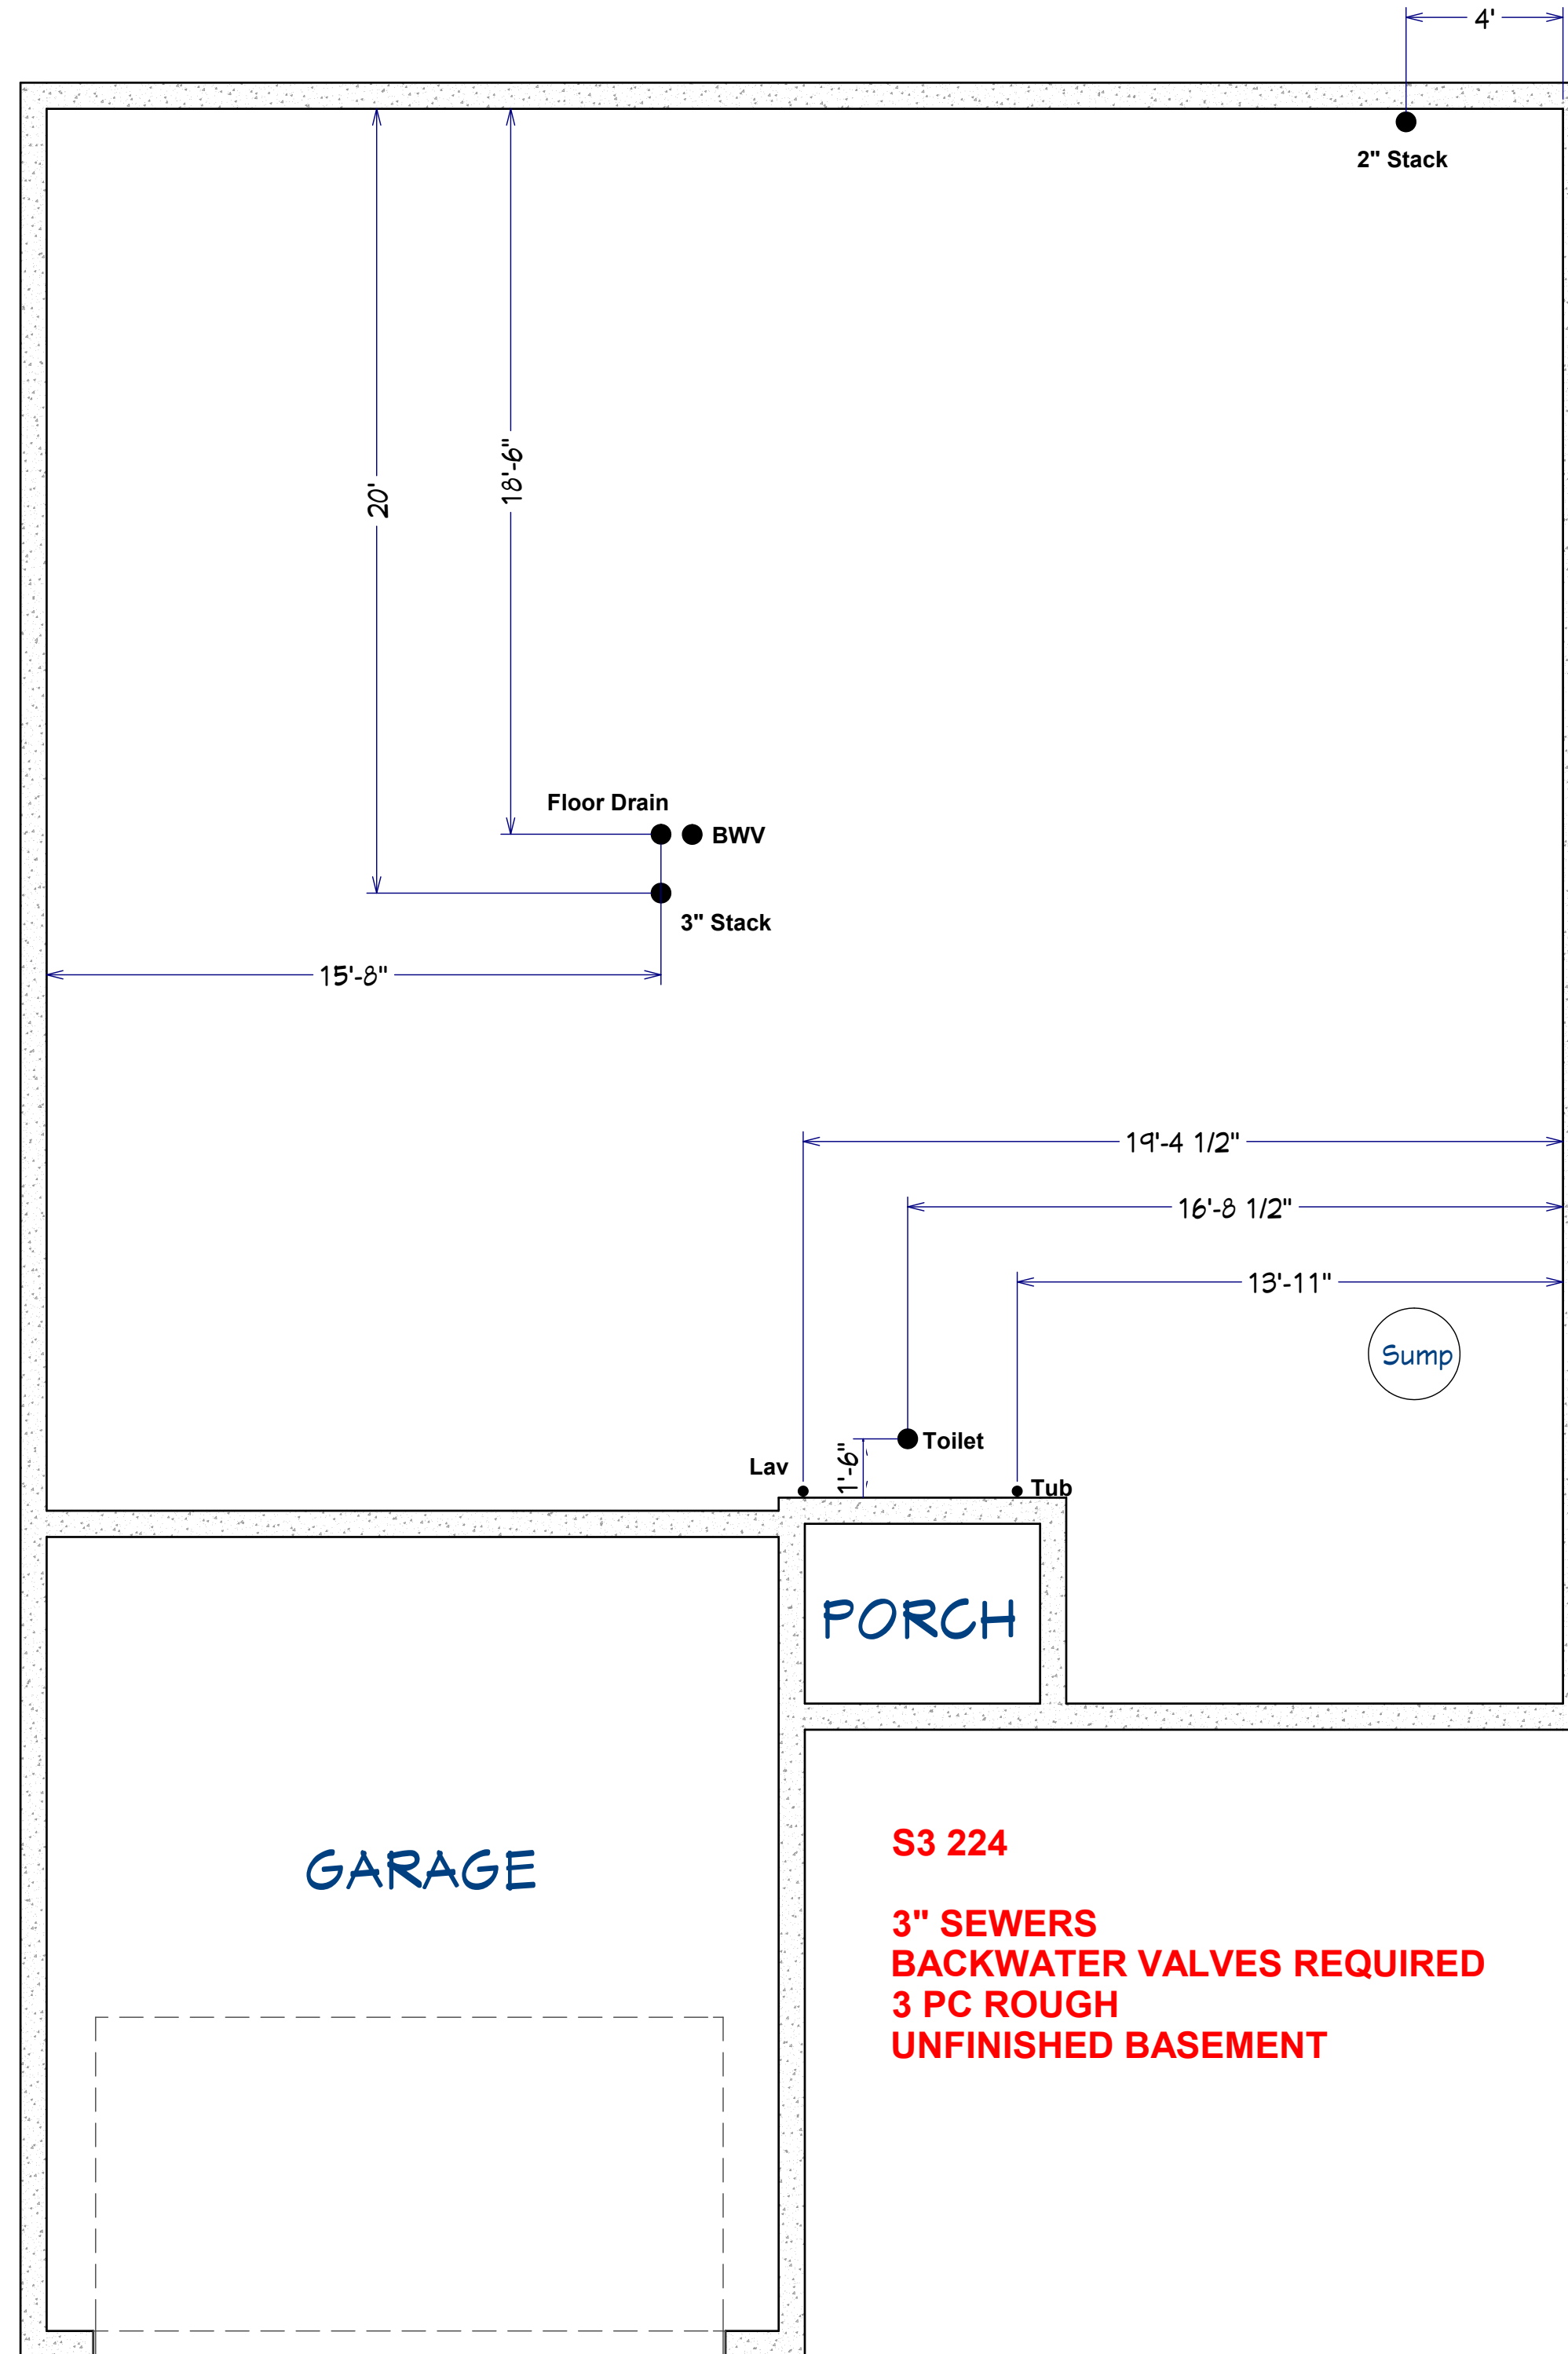 4'
2" Stack
18'-6"
20'
Floor Drain
BWV
3" Stack
15'-8"
19'-4 1/2"
16'-8 1/2"
13'-11"
Sump
Toilet
1'-6"
Lav
Tub
PORCH
S3 224
GARAGE
3" SEWERS
BACKWATER VALVES REQUIRED
3 PC ROUGH
UNFINISHED BASEMENT